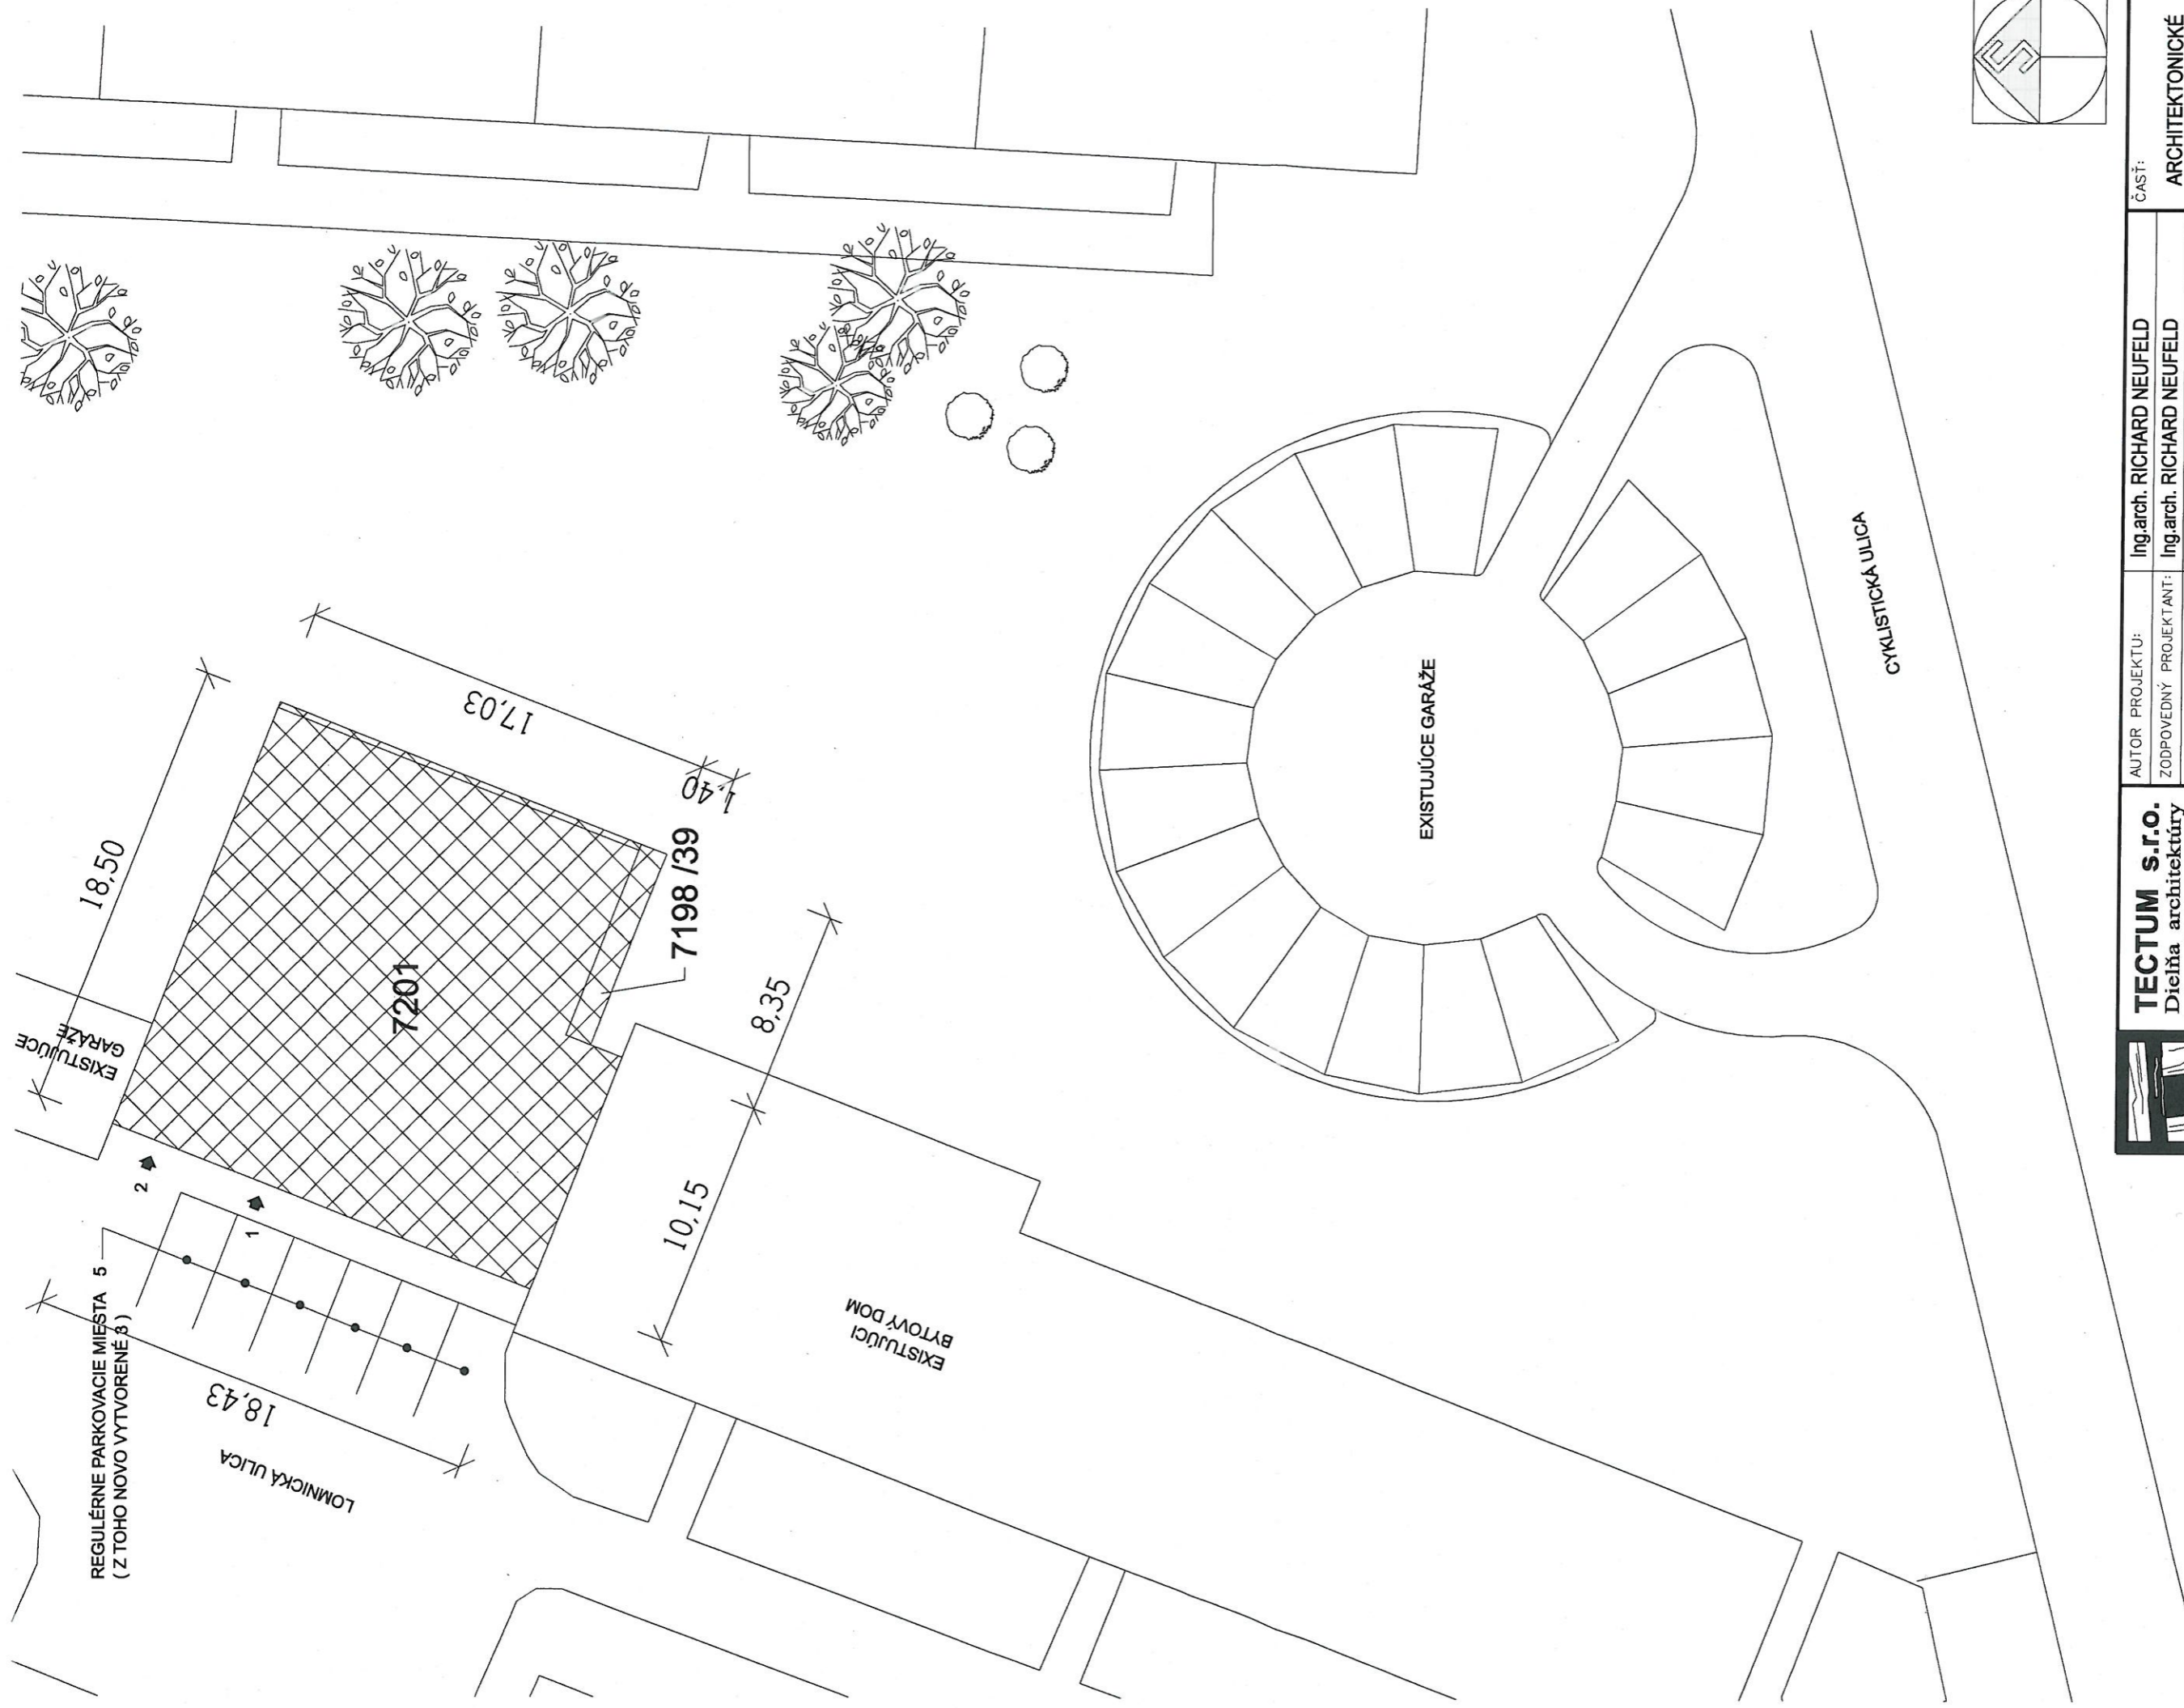 REGULÉRNE PARKOVACIE MIESTA 5
( Z TOHO NOVO VYTVORENÉ 3 )
LOMNICKÁ ULICA
18,43
2
1
EXISTUJÚCE
GARÁŽE
18,50
7201
17,03
1,40
7198 /39
8,35
10,15
EXISTUJÚCI
BYTOVÝ DOM
EXISTUJÚCE GARÁŽE
CYKLISTICKÁ ULICA
S
TECTUM s.r.o.
Dielňa architektúry
AUTOR PROJEKTU: Ing.arch. RICHARD NEUFELD
ZODPOVEDNÝ PROJEKTANT: Ing.arch. RICHARD NEUFELD
ČASŤ:
ARCHITEKTONICKÉ